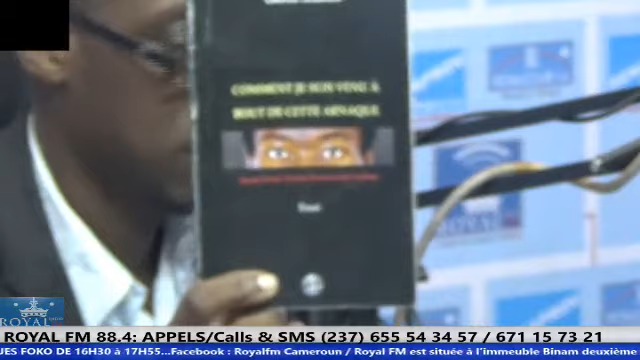 COMMENT JE SUIS VENU À
BOUT DE CETTE ARNAQUE
Essai
ROYAL
ROYAL
ROYAL FM 88.4: APPELS/Calls & SMS (237) 655 54 34 57 / 671 15 73 21
UES FOKO DE 16H30 à 17H55...Facebook : Royalfm Cameroun / Royal FM est située à l'immeuble Binam deuxième